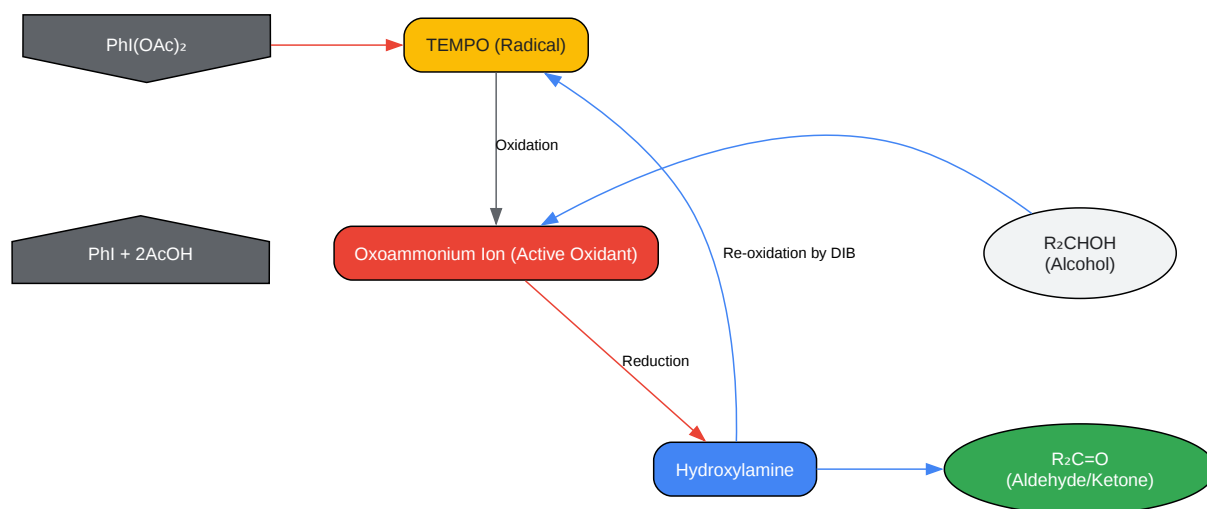 PhI(OAc)₂
TEMPO (Radical)
Oxidation
PhI + 2AcOH
Oxoammonium Ion (Active Oxidant)
Re-oxidation by DIB
R₂CHOH
(Alcohol)
Reduction
Hydroxylamine
R₂C=O
(Aldehyde/Ketone)